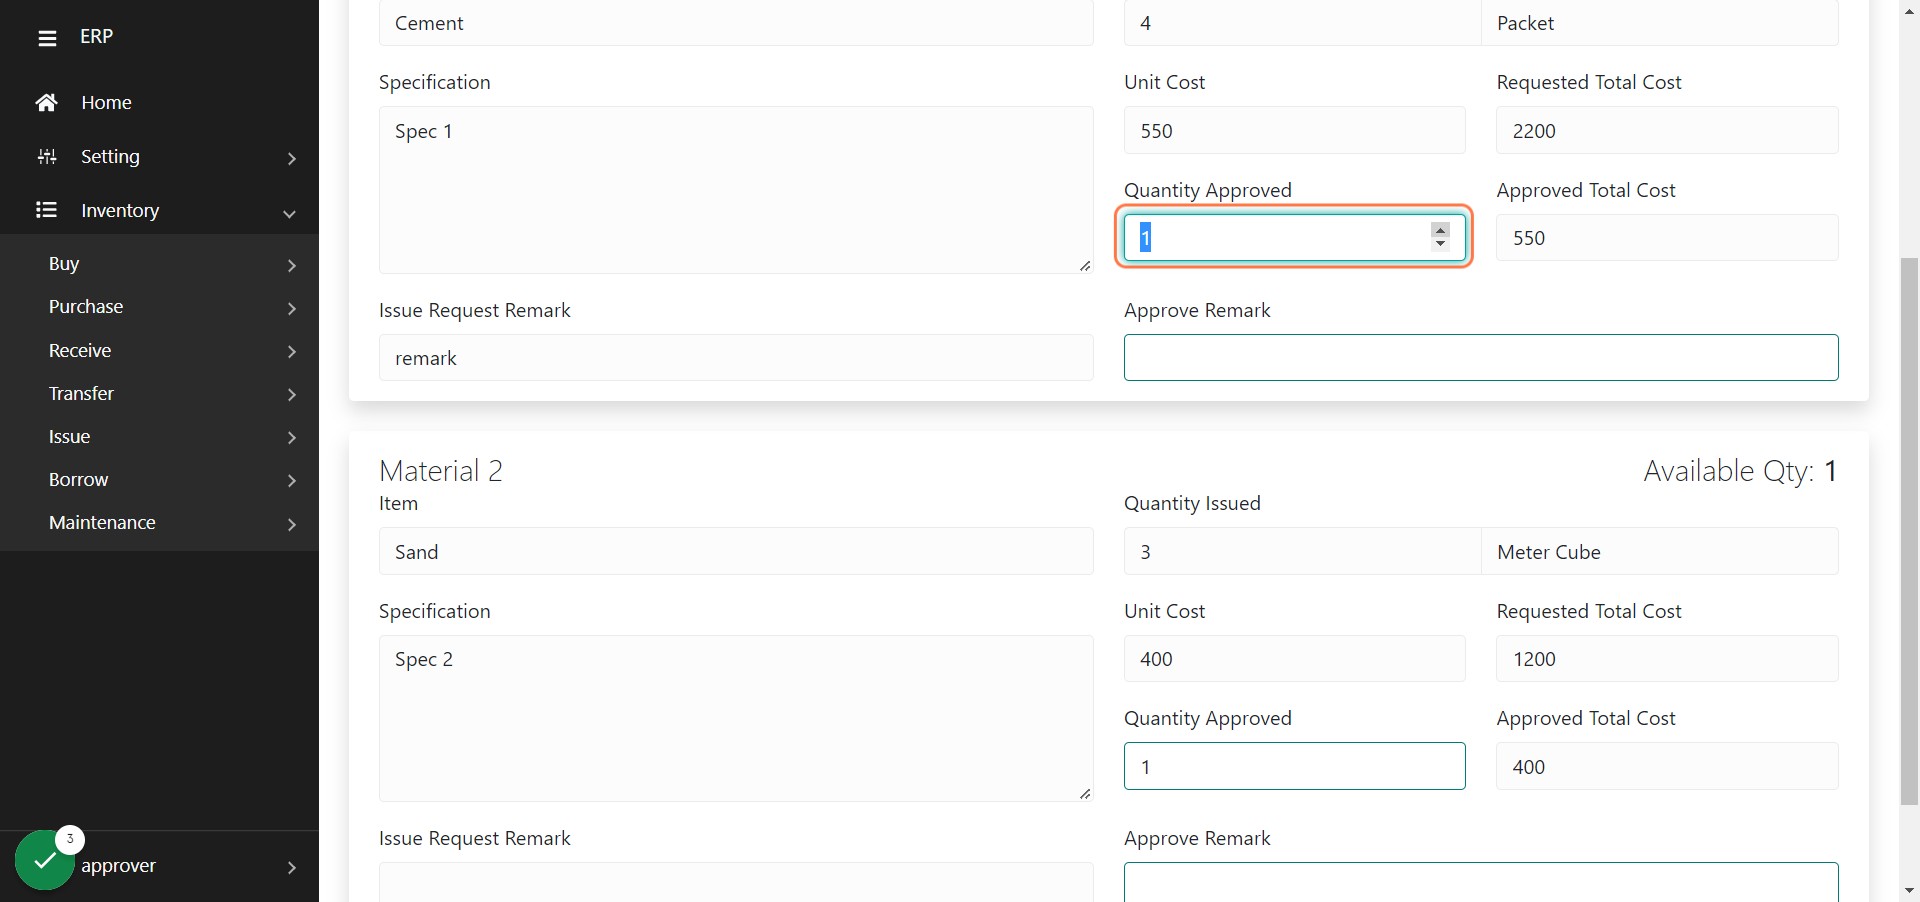 ERP
Home
Setting
Inventory
Buy
Purchase
Receive
Transfer
Issue
Borrow
Maintenance
3
approver
Cement
4
Packet
Specification
Unit Cost
Requested Total Cost
Spec 1
550
2200
Quantity Approved
Approved Total Cost
1
550
Issue Request Remark
Approve Remark
remark
Material 2
Available Qty: 1
Item
Quantity Issued
Sand
3
Meter Cube
Specification
Unit Cost
Requested Total Cost
Spec 2
400
1200
Quantity Approved
Approved Total Cost
1
400
Issue Request Remark
Approve Remark